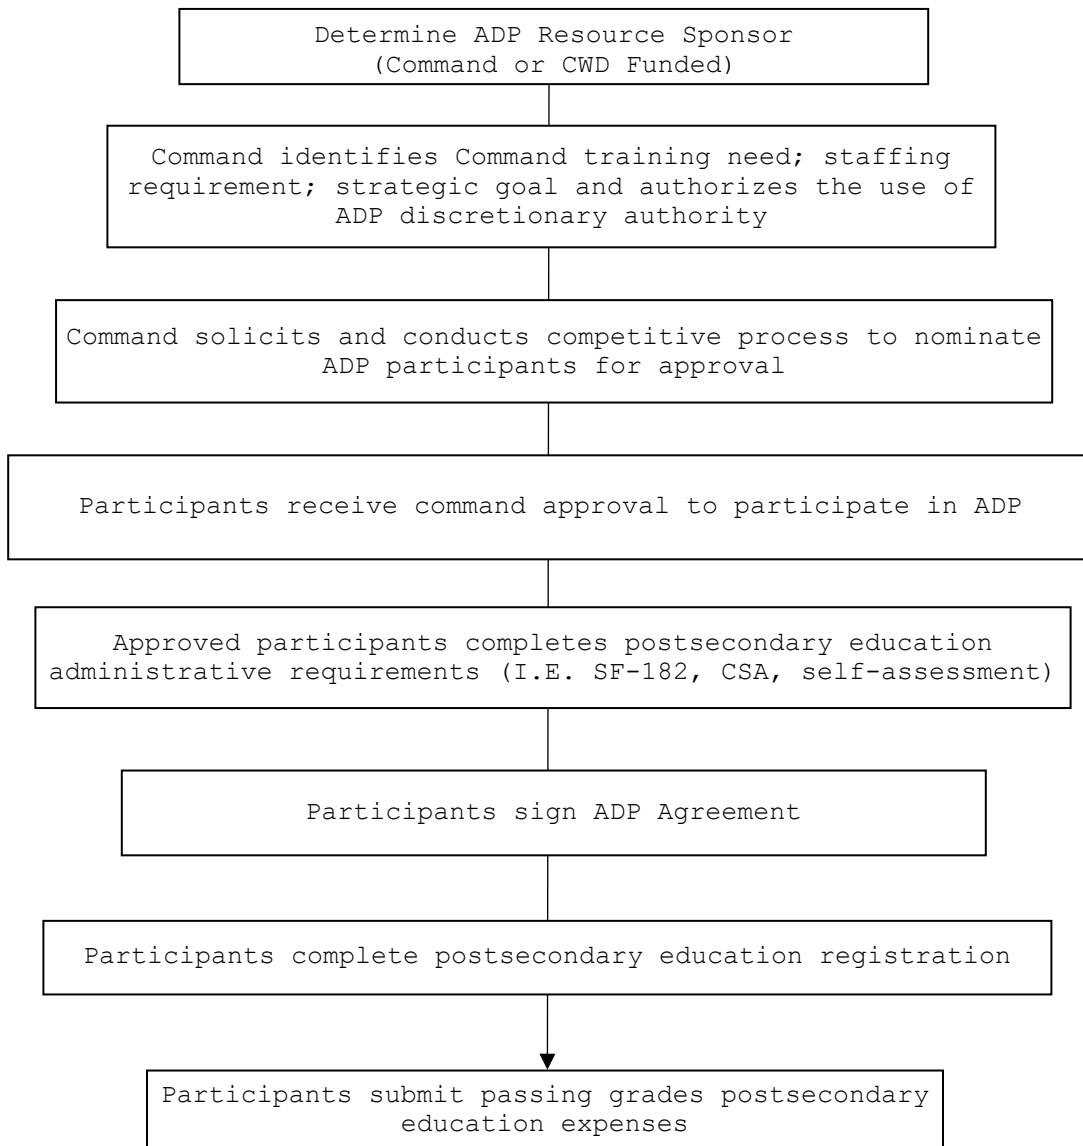 Determine ADP Resource Sponsor
(Command or CWD Funded)
Command identifies Command training need; staffing
requirement; strategic goal and authorizes the use of
ADP discretionary authority
Command solicits and conducts competitive process to nominate
ADP participants for approval
Participants receive command approval to participate in ADP
Approved participants completes postsecondary education
administrative requirements (I.E. SF-182, CSA, self-assessment)
Participants sign ADP Agreement
Participants complete postsecondary education registration
Participants submit passing grades postsecondary
education expenses